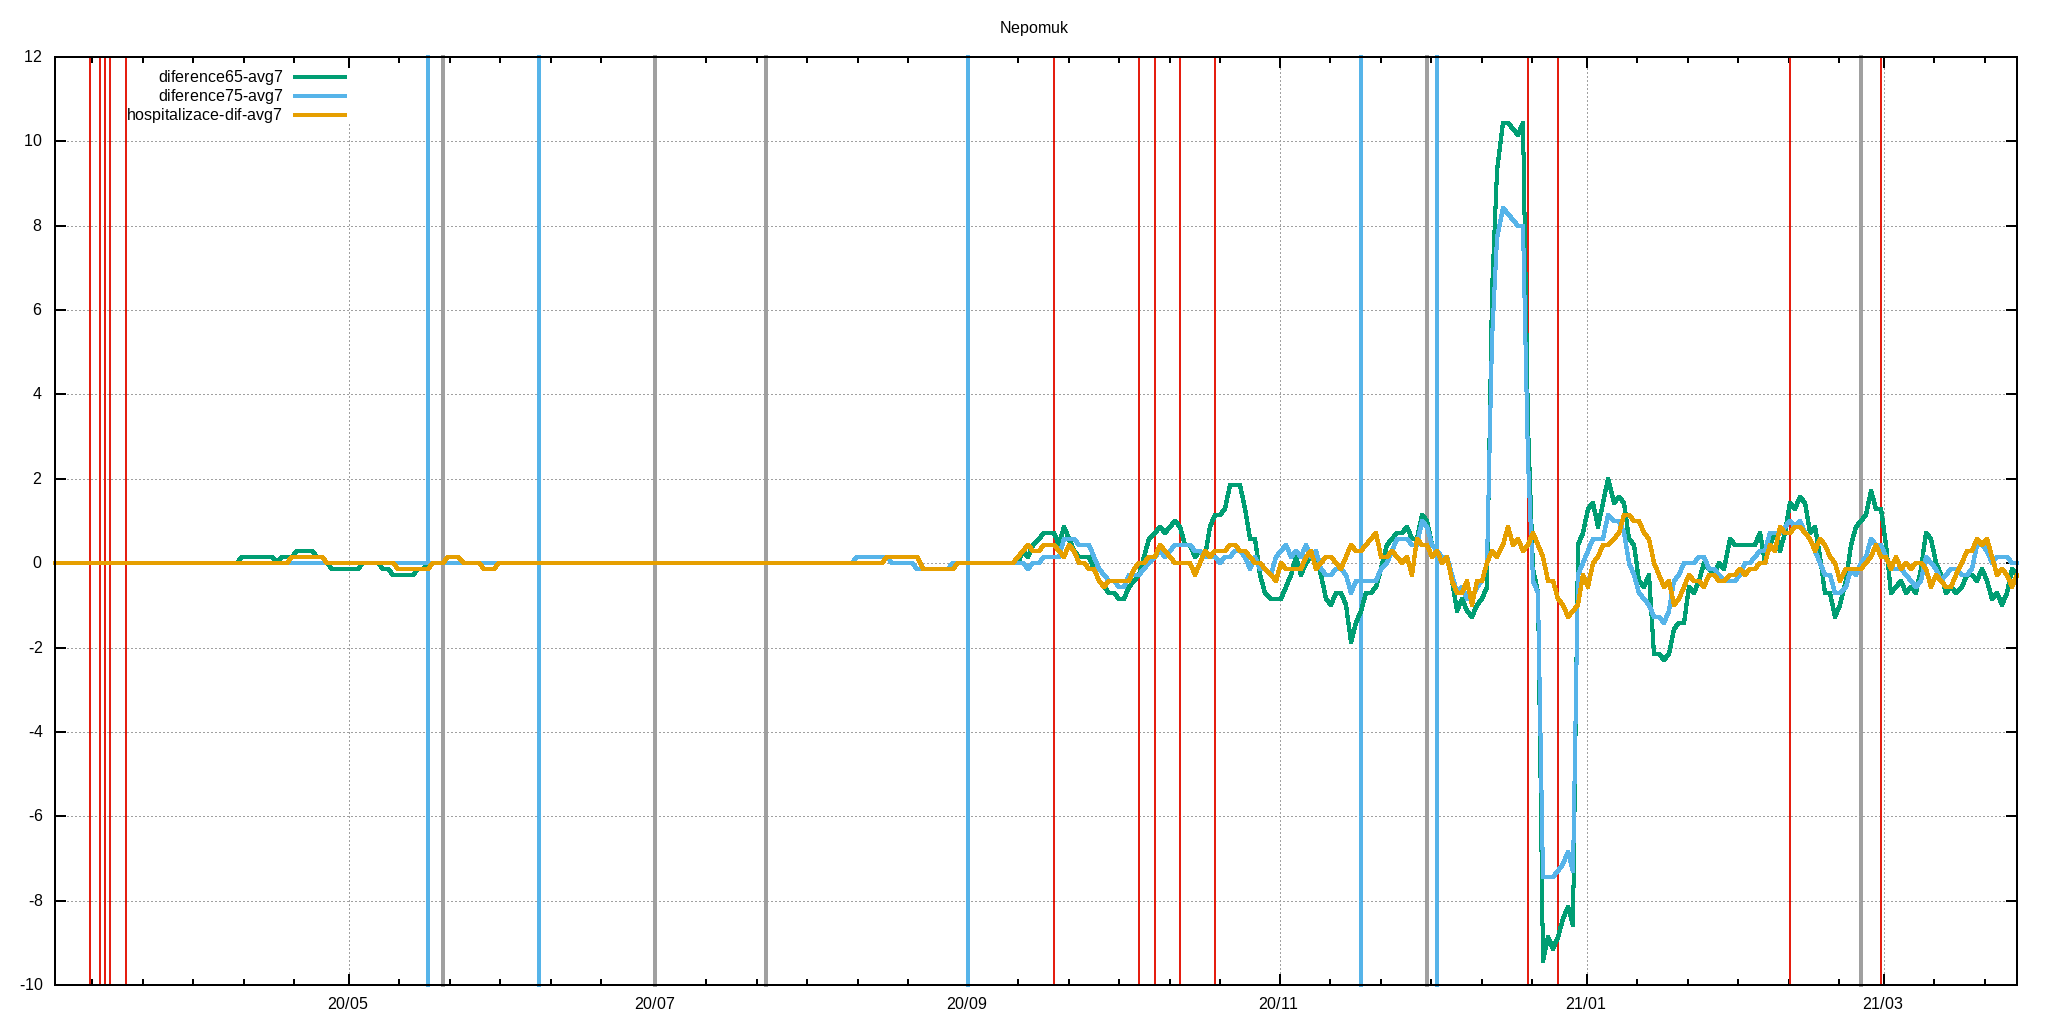 Nepomuk
diference65-avg7
diference75-avg7
hospitalizace-dif-avg7
12
10
8
6
4
2
0
-2
-4
-6
-8
-10
20/05 20/07 20/09 20/11 21/01 21/03